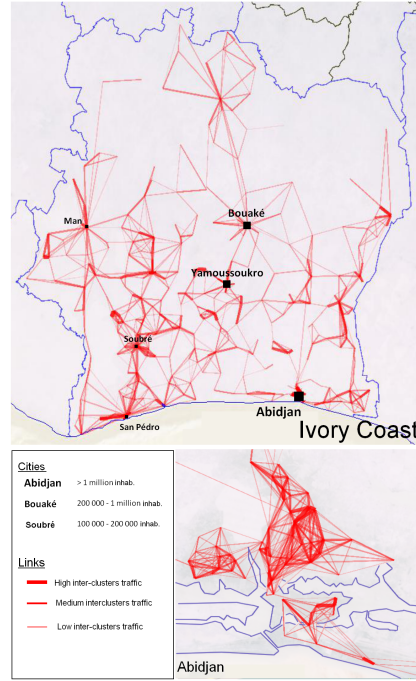 Man
Bouaké
Yamoussoukro
Soubré
San Pédro
Abidjan
Ivory Coast
Cities
Abidjan > 1 million inhab.
Bouaké 200 000 - 1 million inhab.
Soubré 100 000 - 200 000 inhab.
Links
High inter-clusters traffic
Medium interclusters traffic
Low inter-clusters traffic
Abidjan